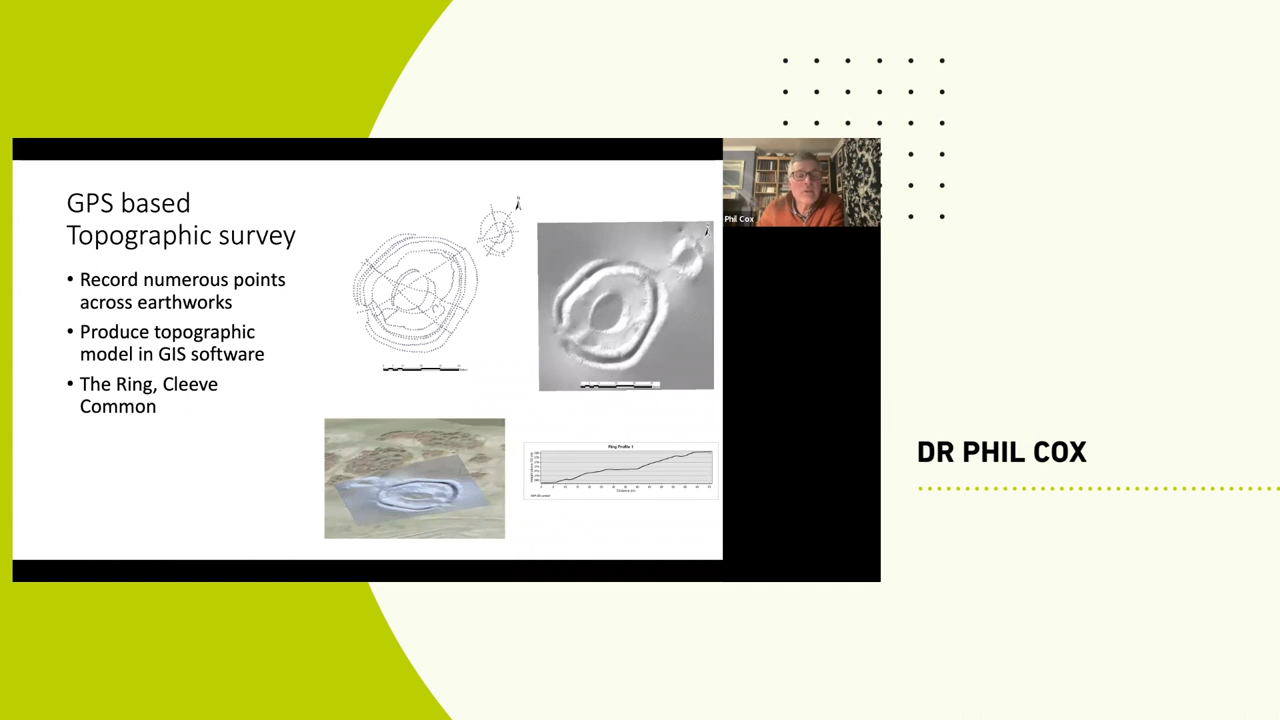 GPS based
Topographic survey
• Record numerous points
across earthworks
• Produce topographic
model in GIS software
• The Ring, Cleeve
Common
N
Ring Profile 1
Distance (m)
Phil Cox
DR PHIL COX